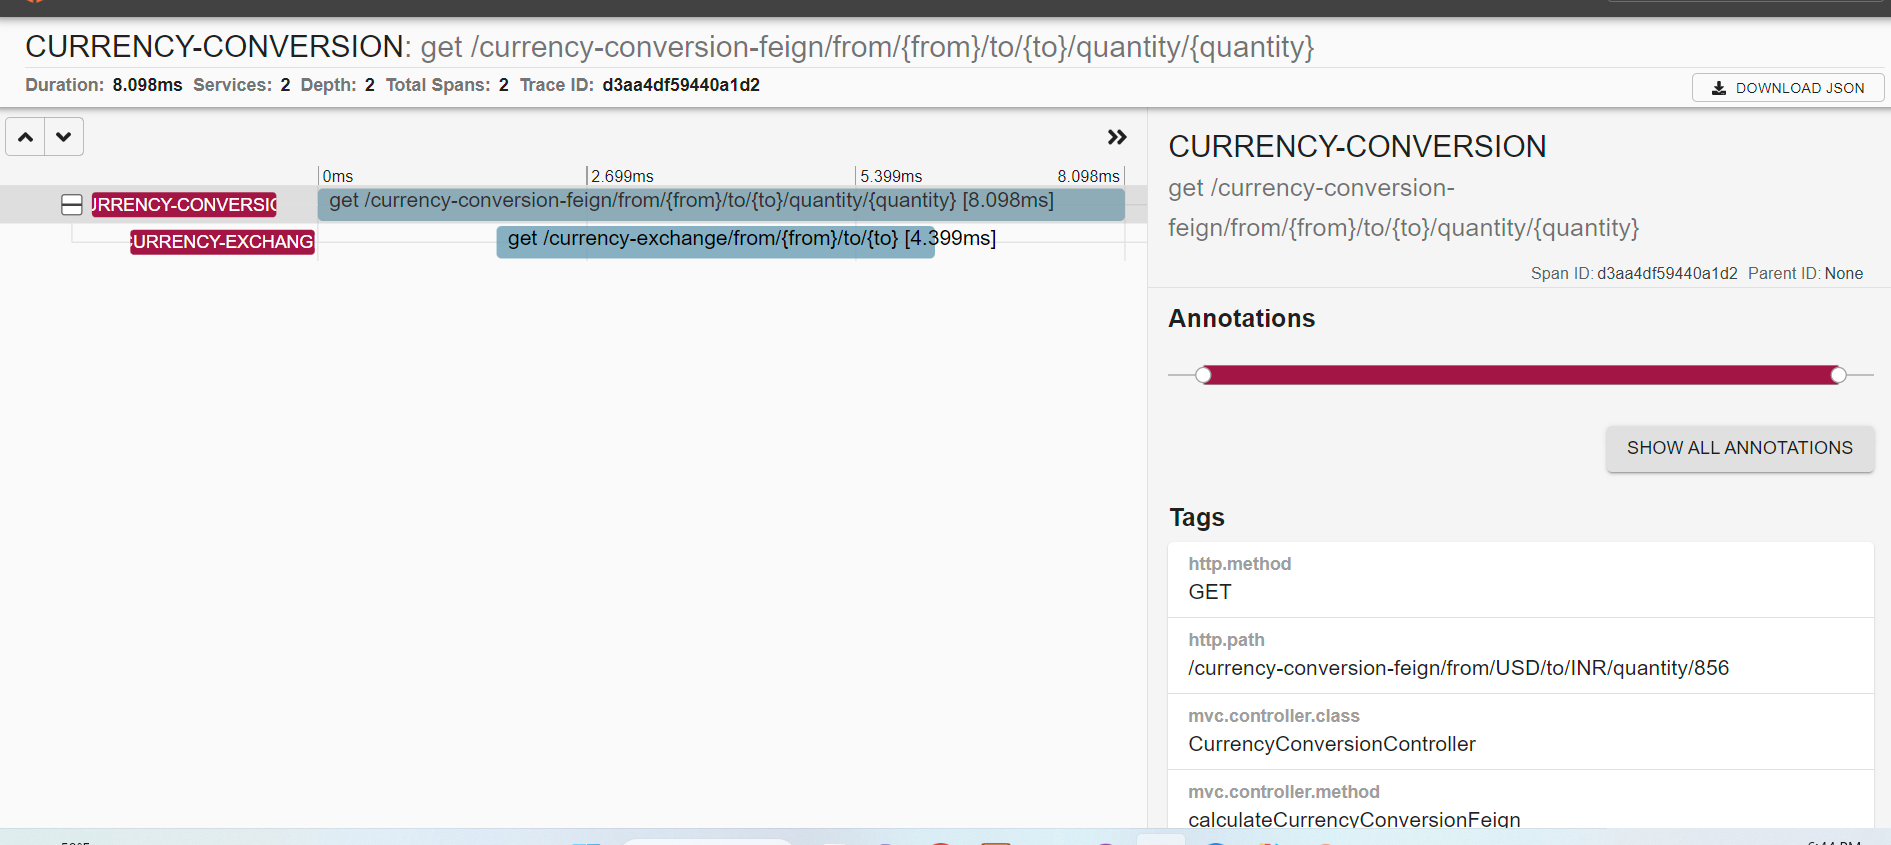 CURRENCY-CONVERSION: get /currency-conversion-feign/from/{from}/to/{to}/quantity/{quantity}
Duration: 8.098ms Services: 2 Depth: 2 Total Spans: 2 Trace ID: d3aa4df59440a1d2
DOWNLOAD JSON
0ms 2.699ms 5.399ms 8.098ms
URRENCY-CONVERSIO get /currency-conversion-feign/from/{from}/to/{to}/quantity/{quantity} [8.098ms]
CURRENCY-EXCHANG get /currency-exchange/from/{from}/to/{to} [4.399ms]
CURRENCY-CONVERSION
get /currency-conversion-
feign/from/{from}/to/{to}/quantity/{quantity}
Span ID: d3aa4df59440a1d2 Parent ID: None
Annotations
SHOW ALL ANNOTATIONS
Tags
http.method
GET
http.path
/currency-conversion-feign/from/USD/to/INR/quantity/856
mvc.controller.class
CurrencyConversionController
mvc.controller.method
calculateCurrencyConversionFeign